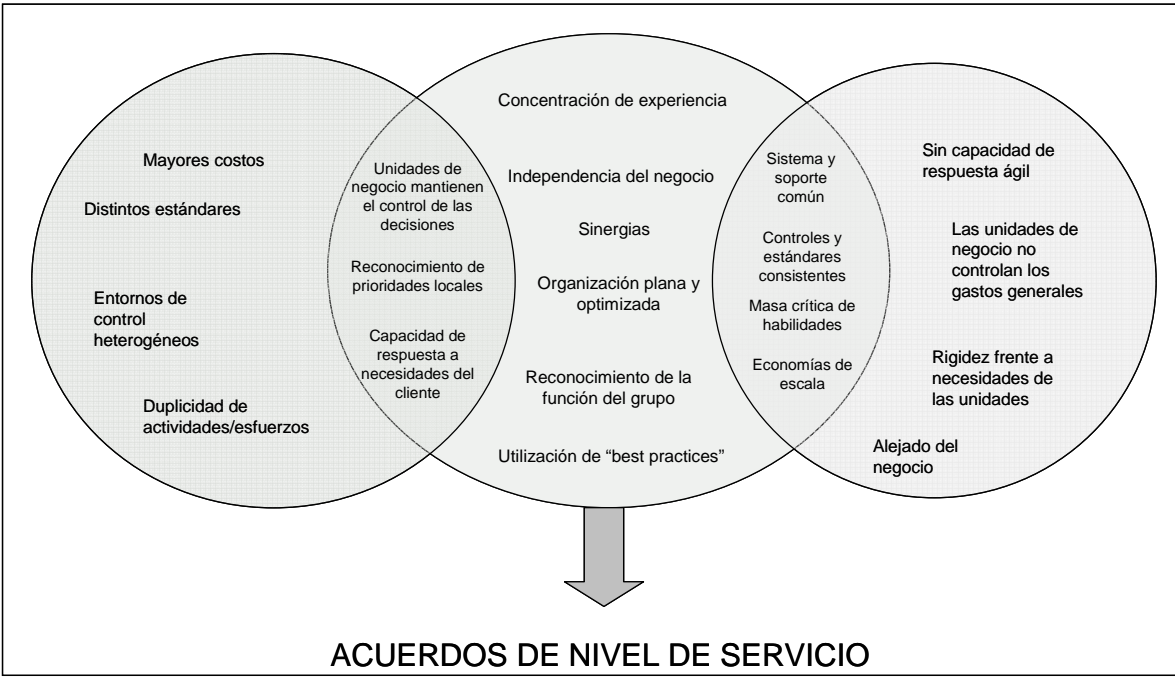 Mayores costos
Distintos estándares
Entornos de
control
heterogéneos
Duplicidad de
actividades/esfuerzos
Unidades de
negocio mantienen
el control de las
decisiones
Reconocimiento de
prioridades locales
Capacidad de
respuesta a
necesidades del
cliente
Concentración de experiencia
Independencia del negocio
Sinergias
Organización plana y
optimizada
Reconocimiento de la
función del grupo
Utilización de “best practices”
Sistema y
soporte
común
Controles y
estándares
consistentes
Masa crítica de
habilidades
Economías de
escala
Sin capacidad de
respuesta ágil
Las unidades de
negocio no
controlan los
gastos generales
Rigidez frente a
necesidades de
las unidades
Alejado del
negocio
ACUERDOS DE NIVEL DE SERVICIO